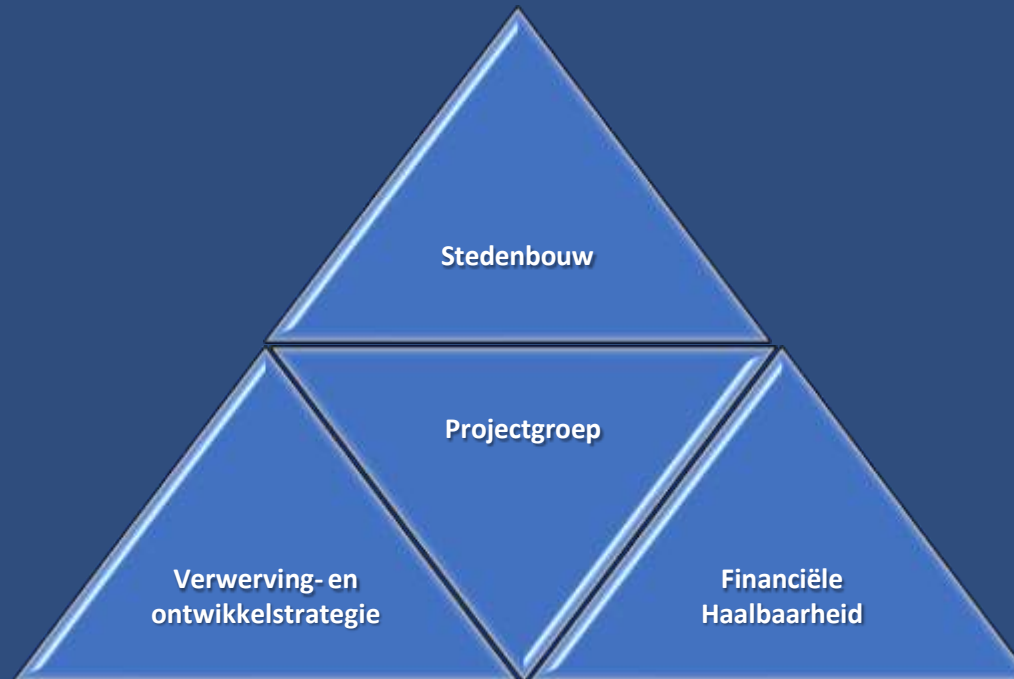 Stedenbouw
Projectgroep
Verwerving- en
ontwikkelstrategie
Financiële
Haalbaarheid